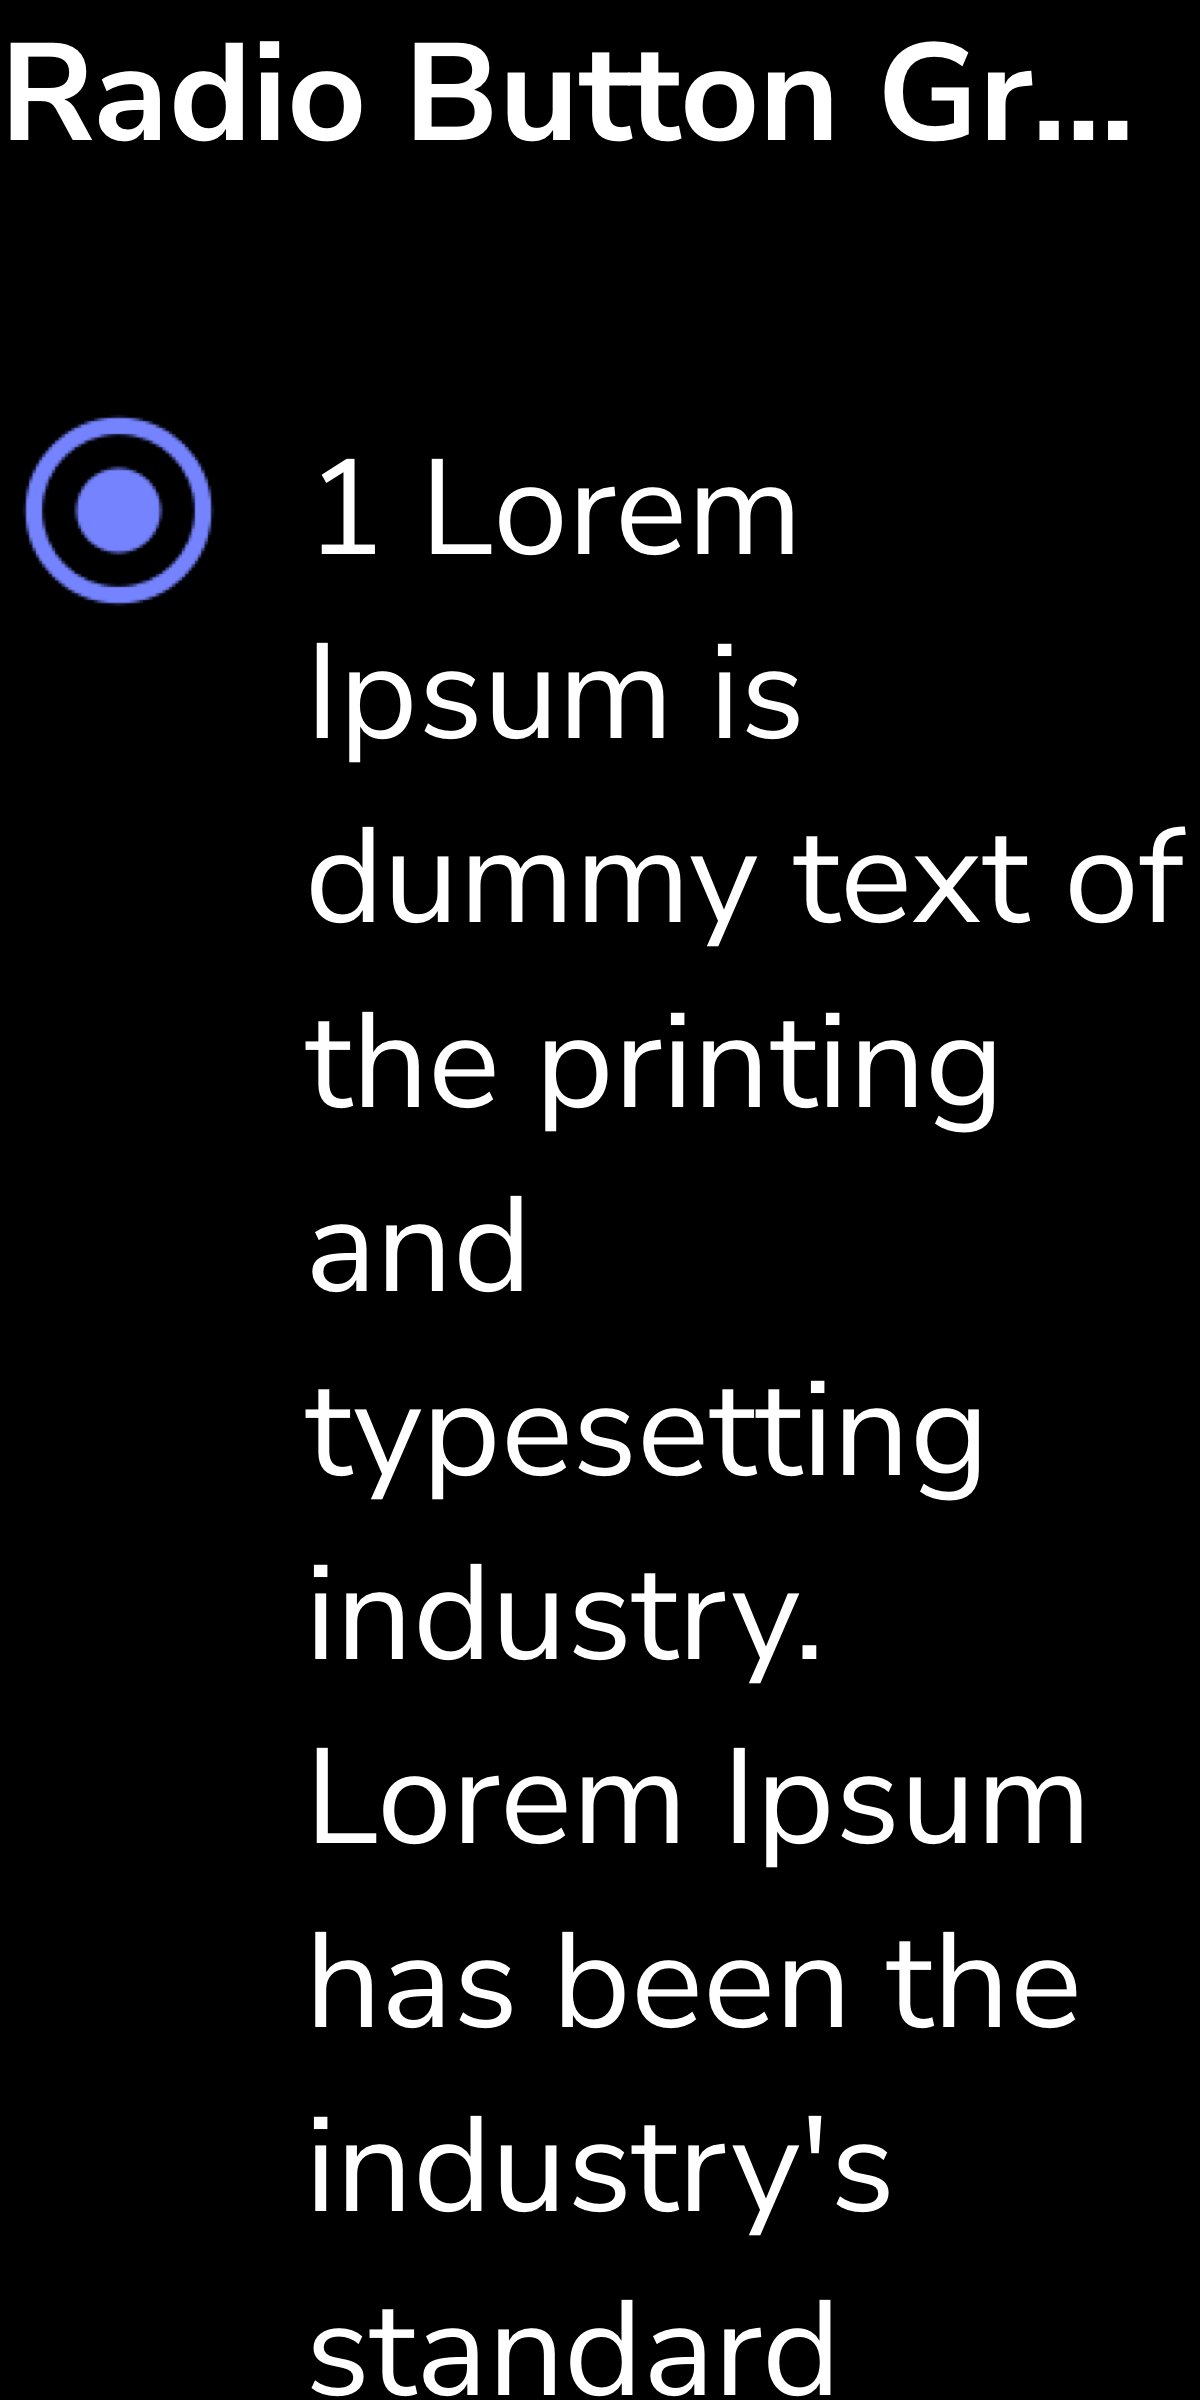 Radio Button Gr...
1 Lorem
Ipsum is
dummy text of
the printing
and
typesetting
industry.
Lorem Ipsum
has been the
industry's
standard